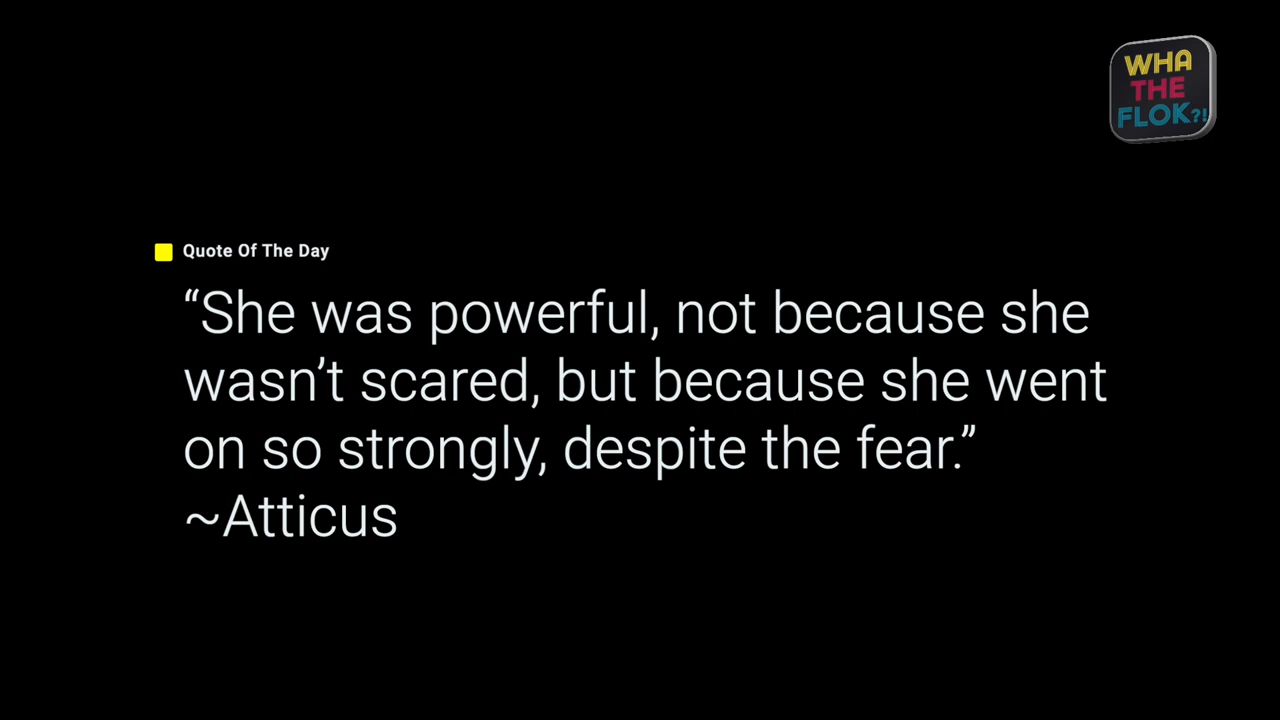 WHA
THE
FLOK?!
Quote Of The Day
“She was powerful, not because she
wasn’t scared, but because she went
on so strongly, despite the fear.”
~Atticus